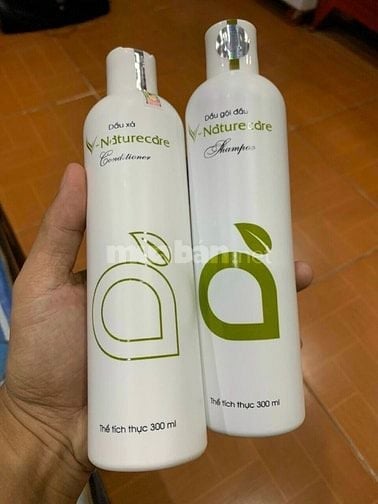 Dầu xả
V-Naturecare
Conditioner
Thể tích thực 300 ml
Dầu gội đầu
V-Naturecare
Shampoo
Thể tích thực 300 ml
muabán.net